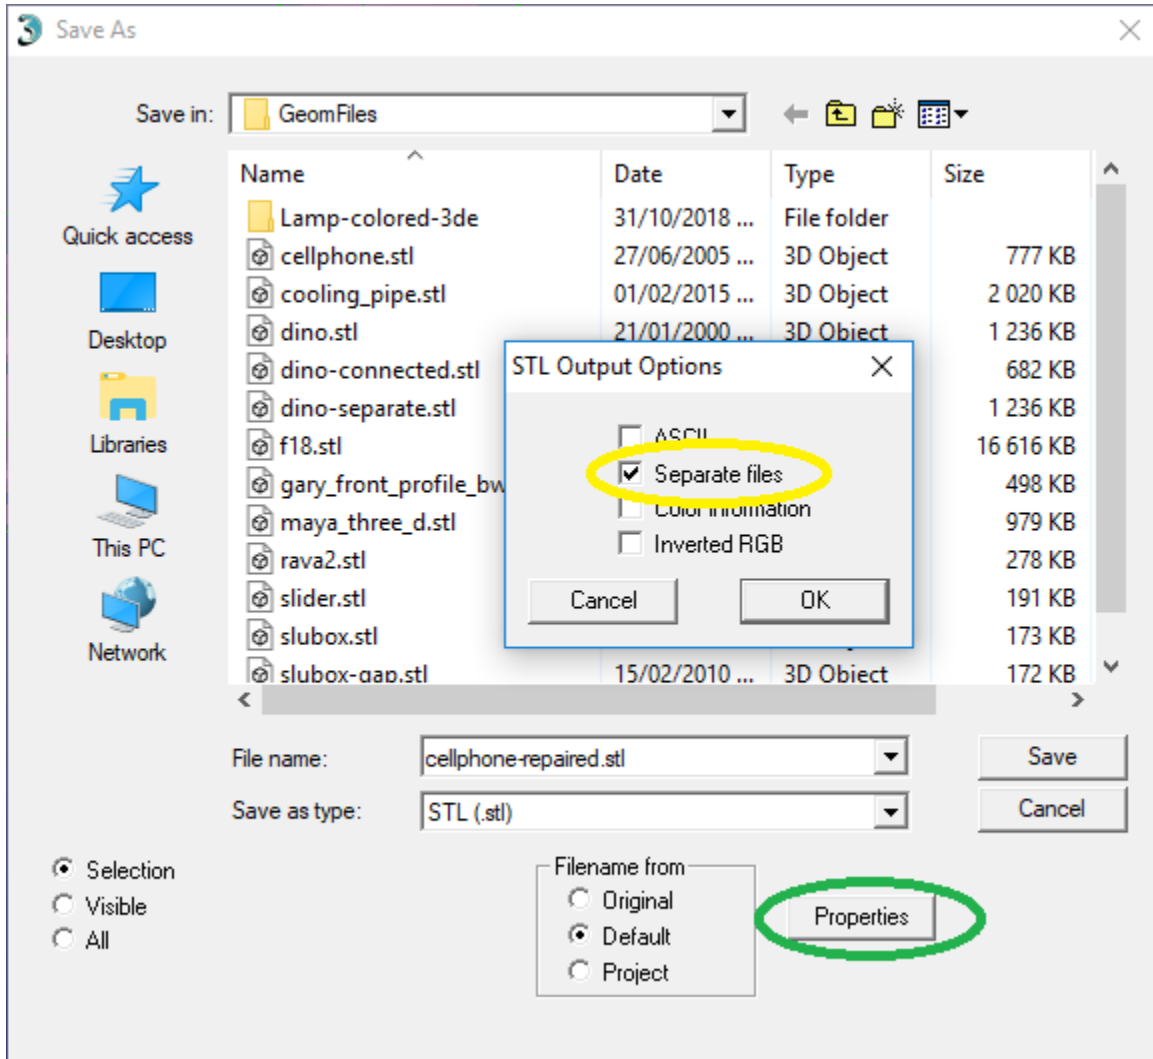 Save As
Save in: GeomFiles
Name Date Type Size
Quick access
Desktop
Libraries
This PC
Network
Lamp-colored-3de 31/10/2018 ... File folder
cellphone.stl 27/06/2005 ... 3D Object 777 KB
cooling_pipe.stl 01/02/2015 ... 3D Object 2 020 KB
dino.stl 21/01/2000 ... 3D Object 1 236 KB
dino-connected.stl 682 KB
dino-separate.stl 1 236 KB
f18.stl 16 616 KB
gary_front_profile_bw 498 KB
maya_three_d.stl 979 KB
rava2.stl 278 KB
slider.stl 191 KB
slubox.stl 173 KB
slubox-gap.stl 15/02/2010 ... 3D Object 172 KB
STL Output Options
ASCII
Separate files
Color information
Inverted RGB
Cancel OK
File name: cellphone-repaired.stl Save
Save as type: STL (.stl) Cancel
Selection
Visible
All
Filename from
Original
Default
Project
Properties